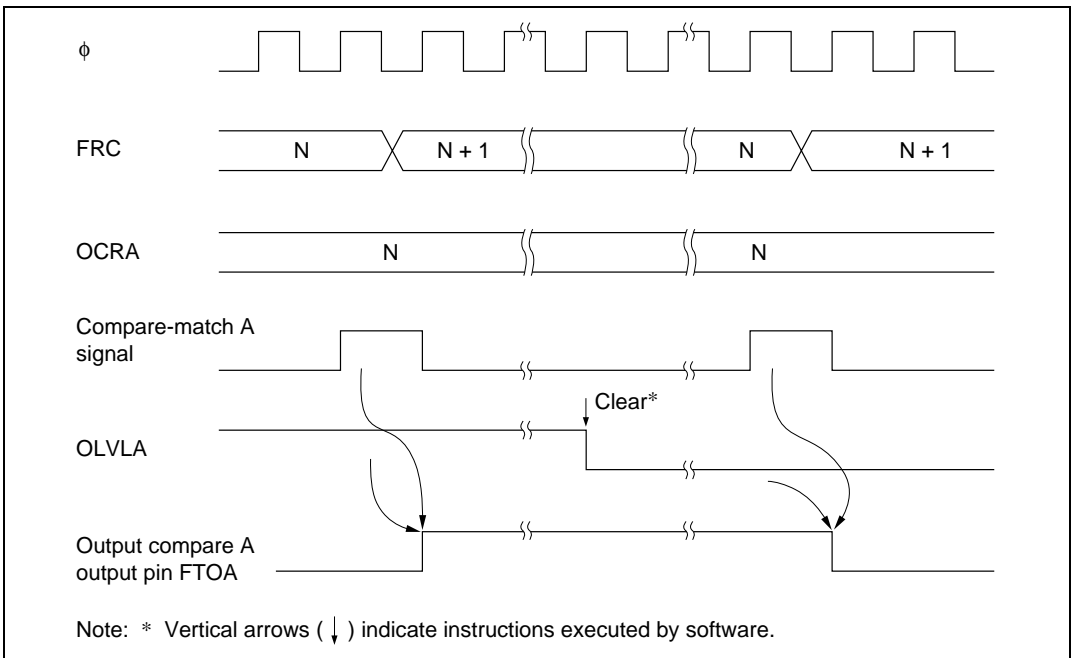 ϕ
FRC
N
N + 1
N
N + 1
OCRA
N
N
Compare-match A
signal
Clear*
OLVLA
Output compare A
output pin FTOA
Note: * Vertical arrows ( ↓ ) indicate instructions executed by software.